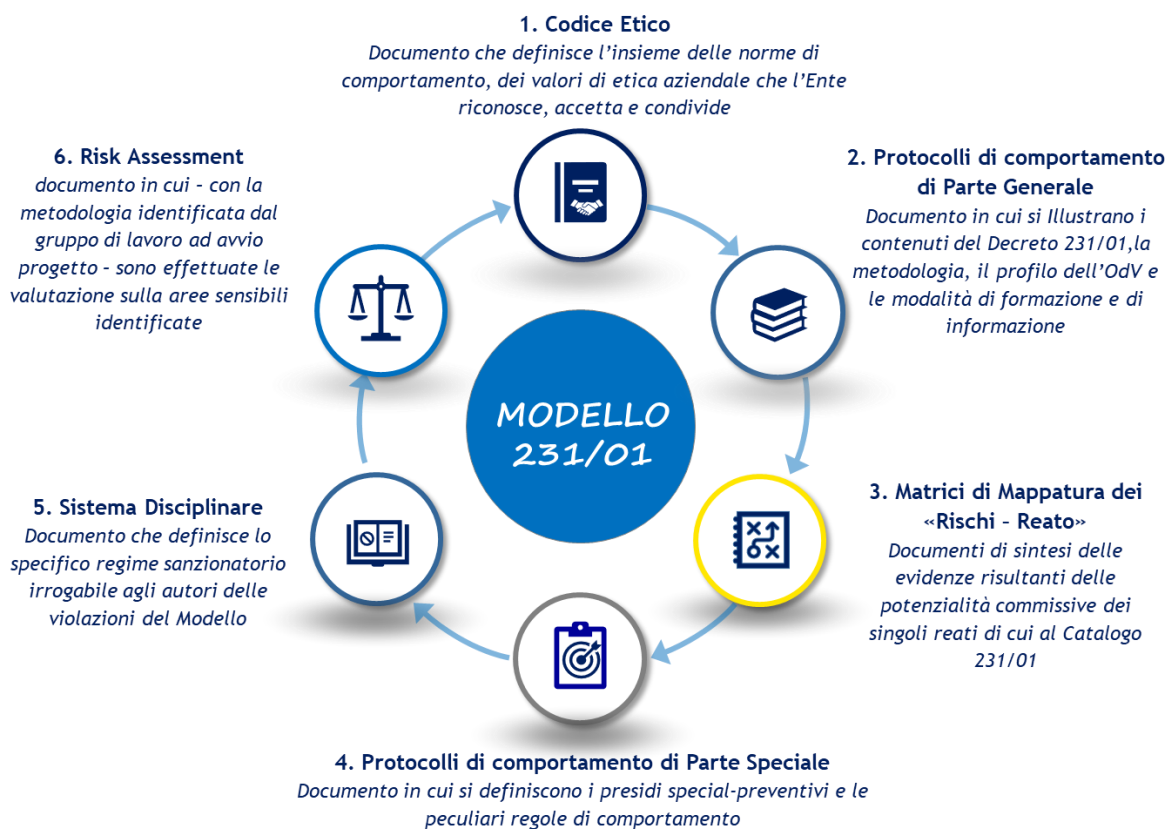 1. Codice Etico
Documento che definisce l’insieme delle norme di
comportamento, dei valori di etica aziendale che l’Ente
riconosce, accetta e condivide
2. Protocolli di comportamento
di Parte Generale
Documento in cui si Illustrano i
contenuti del Decreto 231/01,la
metodologia, il profilo dell’OdV e
le modalità di formazione e di
informazione
3. Matrici di Mappatura dei
«Rischi - Reato»
Documenti di sintesi delle
evidenze risultanti delle
potenzialità commissive dei
singoli reati di cui al Catalogo
231/01
4. Protocolli di comportamento di Parte Speciale
Documento in cui si definiscono i presidi special-preventivi e le
peculiari regole di comportamento
5. Sistema Disciplinare
Documento che definisce lo
specifico regime sanzionatorio
irrogabile agli autori delle
violazioni del Modello
6. Risk Assessment
documento in cui - con la
metodologia identificata dal
gruppo di lavoro ad avvio
progetto - sono effettuate le
valutazione sulla aree sensibili
identificate
MODELLO
231/01